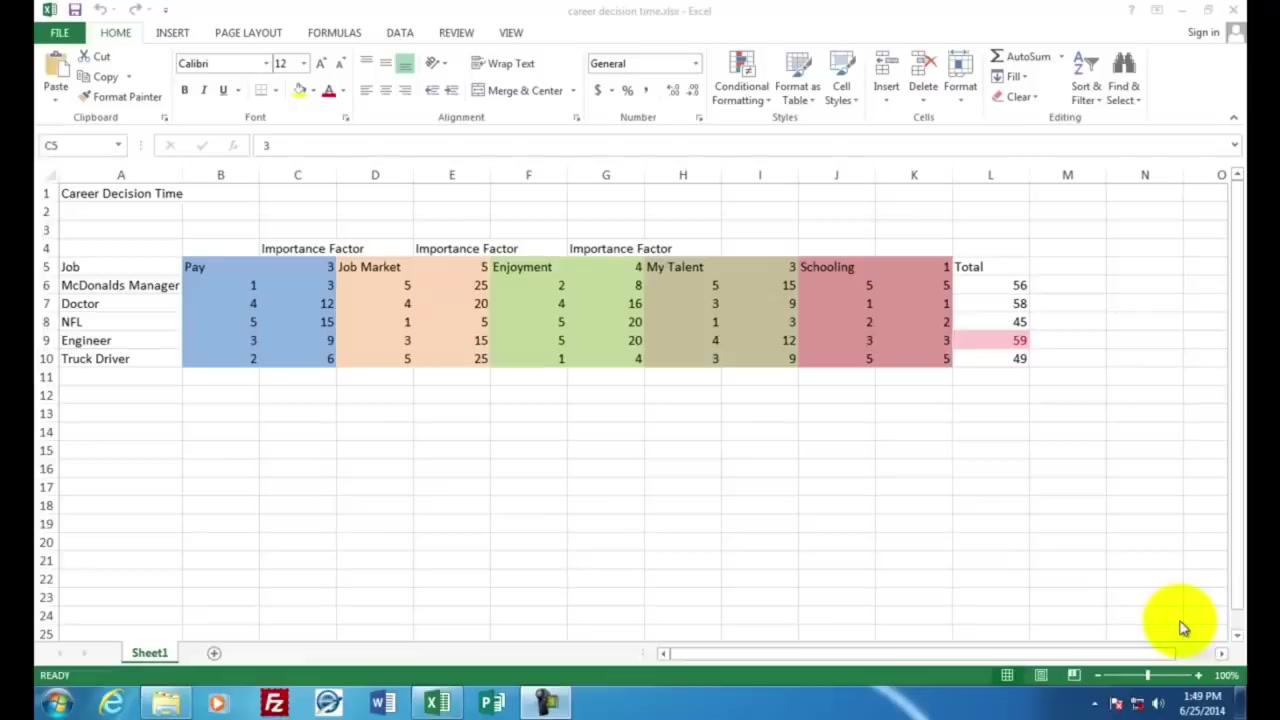 career decision time.xlsx - Excel
FILE HOME INSERT PAGE LAYOUT FORMULAS DATA REVIEW VIEW Sign in
Paste Cut Copy Format Painter
Calibri 12
B I U
Wrap Text
Merge & Center
General
$ % ,
Conditional Formatting
Format as Table
Cell Styles
Insert Delete Format
AutoSum
Fill
Clear
Sort & Filter
Find & Select
Clipboard Font Alignment Number Styles Cells Editing
C5 fx 3
A B C D E F G H I J K L M N O
1 Career Decision Time
2
3
4 Importance Factor Importance Factor Importance Factor
5 Job Pay 3 Job Market 5 Enjoyment 4 My Talent 3 Schooling 1 Total
6 McDonalds Manager 1 3 5 25 2 8 5 15 5 5 56
7 Doctor 4 12 4 20 4 16 3 9 1 1 58
8 NFL 5 15 1 5 5 20 1 3 2 2 45
9 Engineer 3 9 3 15 5 20 4 12 3 3 59
10 Truck Driver 2 6 5 25 1 4 3 9 5 5 49
11
12
13
14
15
16
17
18
19
20
21
22
23
24
25
Sheet1
READY 100%
1:49 PM
6/25/2014